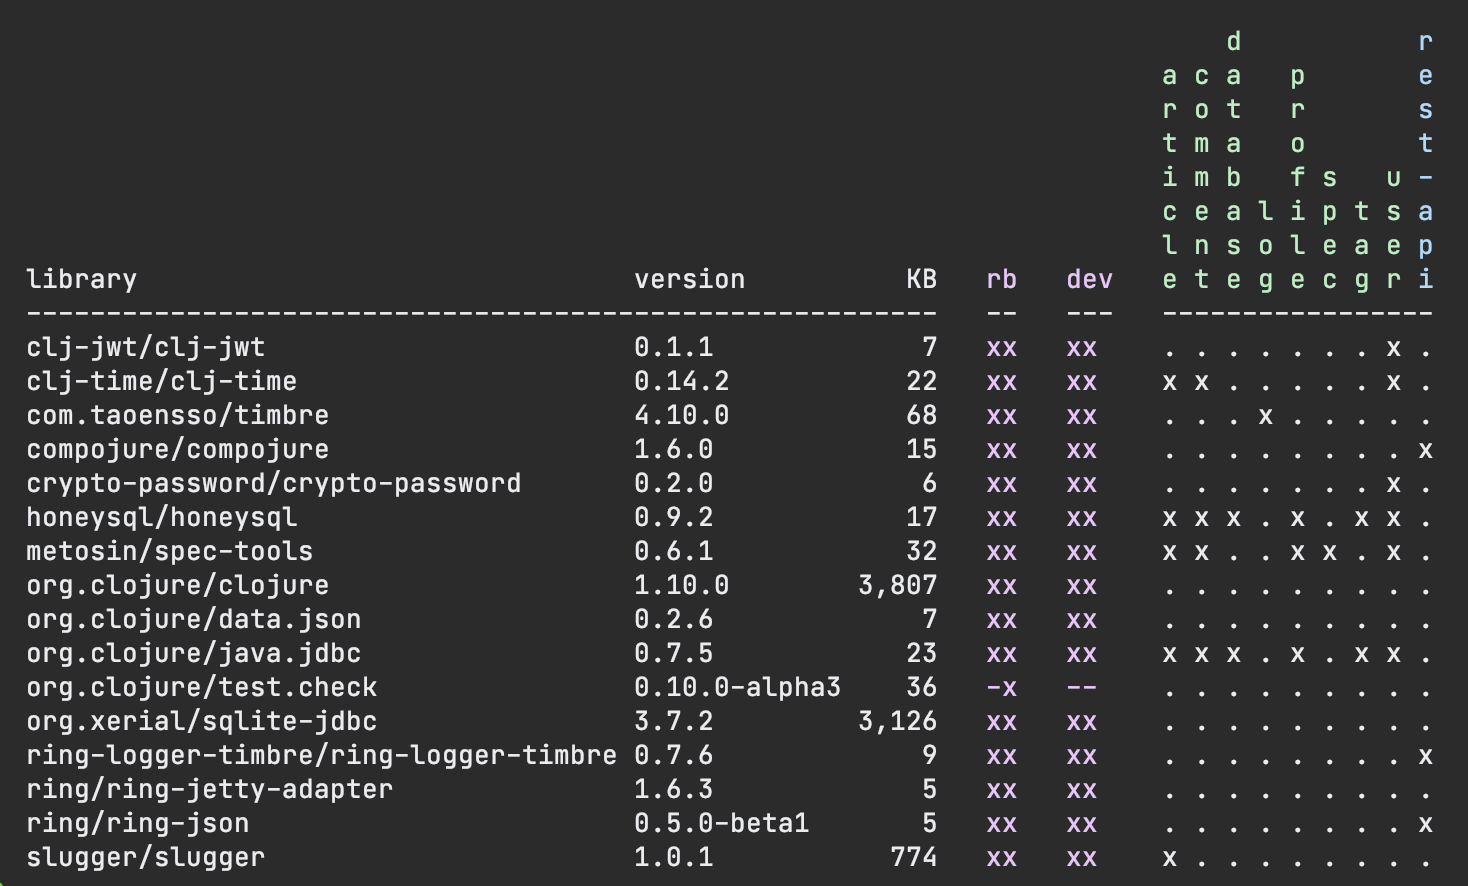 library version KB rb dev article comment database log profile spec tag user rest-api
--------------------------------------------------------- -- --- -----------------
clj-jwt/clj-jwt 0.1.1 7 xx xx . . . . . . . x .
clj-time/clj-time 0.14.2 22 xx xx x x . . . . . x .
com.taoensso/timbre 4.10.0 68 xx xx . . . x . . . . .
compojure/compojure 1.6.0 15 xx xx . . . . . . . . x
crypto-password/crypto-password 0.2.0 6 xx xx . . . . . . . x .
honeysql/honeysql 0.9.2 17 xx xx x x x . x . x x .
metosin/spec-tools 0.6.1 32 xx xx x x . . x x . x .
org.clojure/clojure 1.10.0 3,807 xx xx . . . . . . . . .
org.clojure/data.json 0.2.6 7 xx xx . . . . . . . . .
org.clojure/java.jdbc 0.7.5 23 xx xx x x x . x . x x .
org.clojure/test.check 0.10.0-alpha3 36 -x -- . . . . . . . . .
org.xerial/sqlite-jdbc 3.7.2 3,126 xx xx . . . . . . . . .
ring-logger-timbre/ring-logger-timbre 0.7.6 9 xx xx . . . . . . . . x
ring/ring-jetty-adapter 1.6.3 5 xx xx . . . . . . . . .
ring/ring-json 0.5.0-beta1 5 xx xx . . . . . . . . x
slugger/slugger 1.0.1 774 xx xx x . . . . . . . .